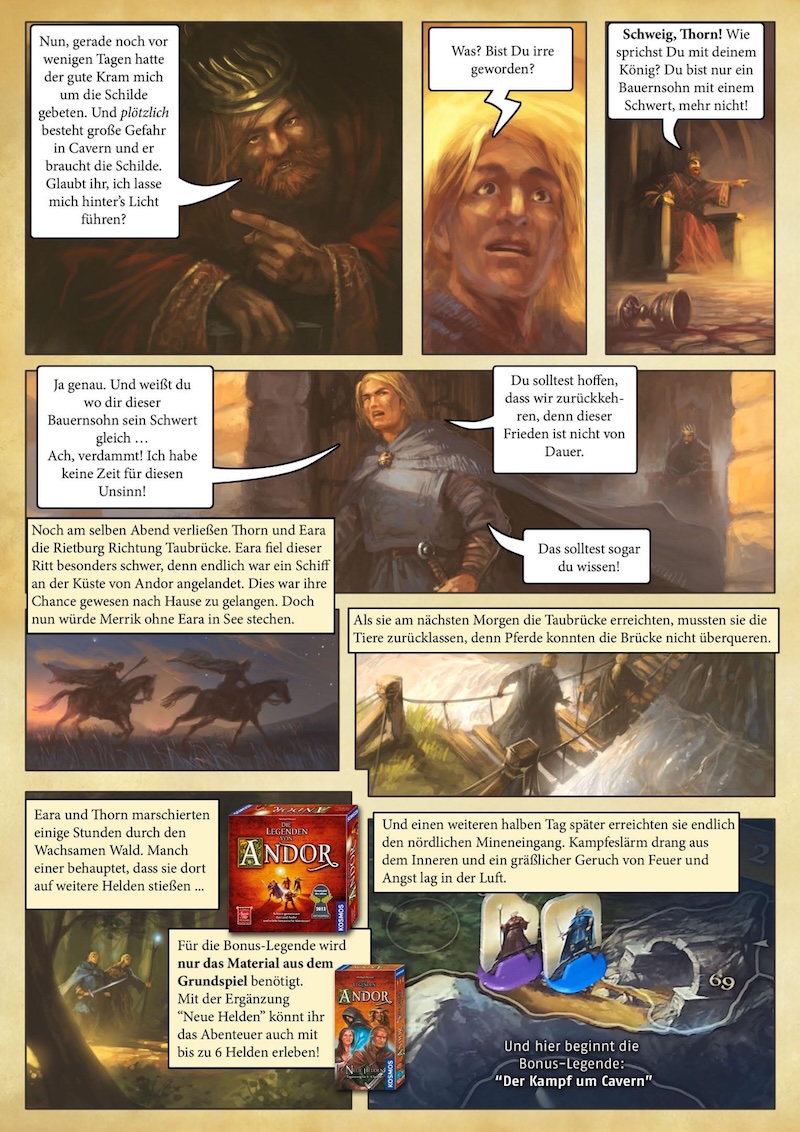 Nun, gerade noch vor
wenigen Tagen hatte
der gute Kram mich
um die Schilde
gebeten. Und plötzlich
besteht große Gefahr
in Cavern und er
braucht die Schilde.
Glaubt ihr, ich lasse
mich hinter's Licht
führen?
Was? Bist Du irre
geworden?
Schweig, Thorn! Wie
sprichst Du mit deinem
König? Du bist nur ein
Bauernsohn mit einem
Schwert, mehr nicht!
Ja genau. Und weißt du
wo dir dieser
Bauernsohn sein Schwert
gleich ...
Ach, verdammt! Ich habe
keine Zeit für diesen
Unsinn!
Du solltest hoffen,
dass wir zurückkeh-
ren, denn dieser
Frieden ist nicht von
Dauer.
Das solltest sogar
du wissen!
Noch am selben Abend verließen Thorn und Eara
die Rietburg Richtung Taubrücke. Eara fiel dieser
Ritt besonders schwer, denn endlich war ein Schiff
an der Küste von Andor angelandet. Dies war ihre
Chance gewesen nach Hause zu gelangen. Doch
nun würde Merrik ohne Eara in See stechen.
Als sie am nächsten Morgen die Taubrücke erreichten, mussten sie die
Tiere zurücklassen, denn Pferde konnten die Brücke nicht überqueren.
Eara und Thorn marschierten
einige Stunden durch den
Wachsamen Wald. Manch
einer behauptet, dass sie dort
auf weitere Helden stießen ...
ANDOR
DIE
LEGENDEN
VON
ANDOR
2013
KOSMOS
Für die Bonus-Legende wird
nur das Material aus dem
Grundspiel benötigt.
Mit der Ergänzung
“Neue Helden” könnt ihr
das Abenteuer auch mit
bis zu 6 Helden erleben!
ANDOR
NEUE HELDEN
KOSMOS
Und einen weiteren halben Tag später erreichten sie endlich
den nördlichen Mineneingang. Kampfeslärm drang aus
dem Inneren und ein gräßlicher Geruch von Feuer und
Angst lag in der Luft.
2
69
Und hier beginnt die
Bonus-Legende:
“Der Kampf um Cavern”